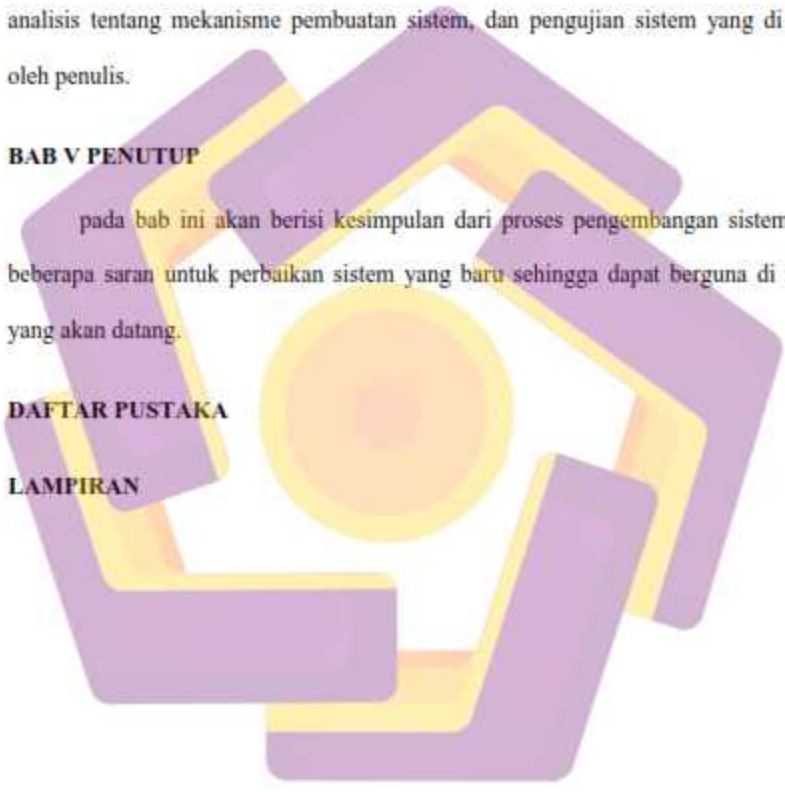 analisis tentang mekanisme pembuatan sistem, dan pengujian sistem yang di
oleh penulis.
BAB V PENUTUP
pada bab ini akan berisi kesimpulan dari proses pengembangan sistem
beberapa saran untuk perbaikan sistem yang baru sehingga dapat berguna di
yang akan datang.
DAFTAR PUSTAKA
LAMPIRAN